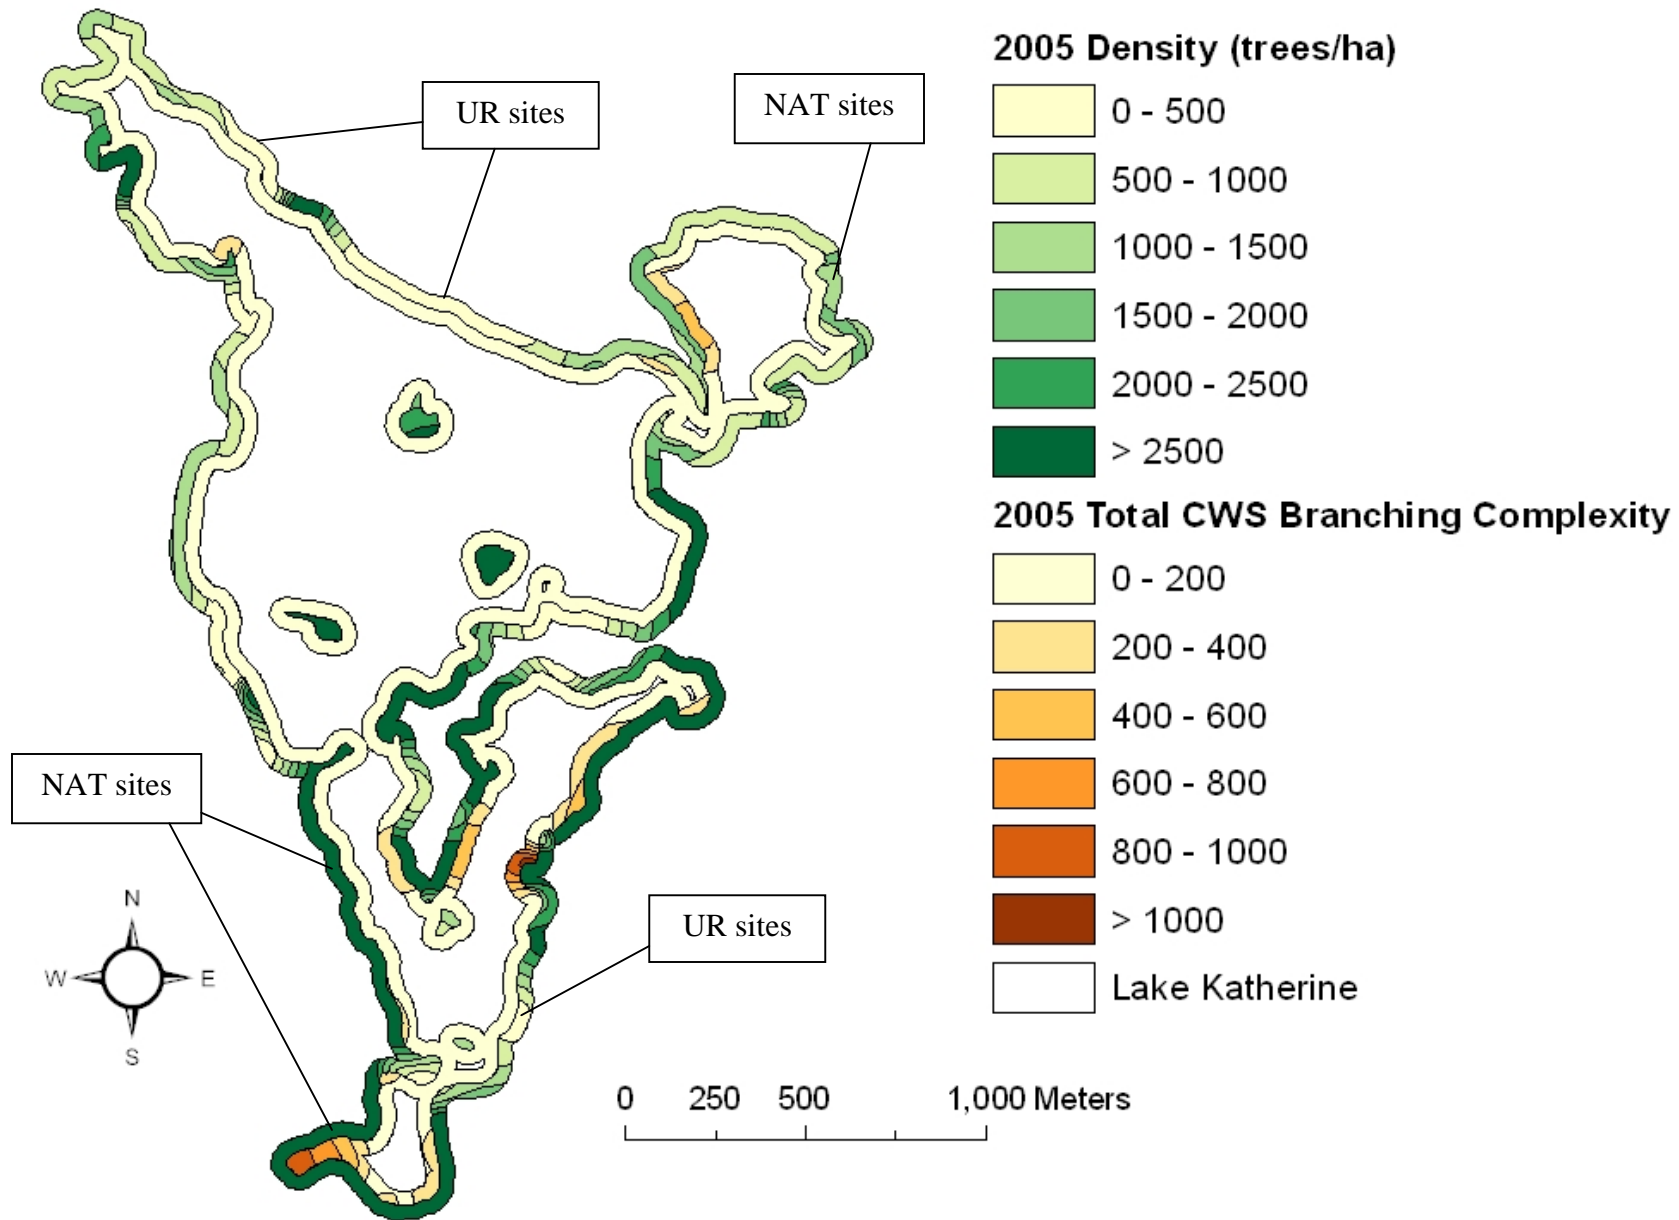 UR sites
NAT sites
NAT sites
UR sites
N
W
E
S
0 250 500 1,000 Meters
2005 Density (trees/ha)
0 - 500
500 - 1000
1000 - 1500
1500 - 2000
2000 - 2500
> 2500
2005 Total CWS Branching Complexity
0 - 200
200 - 400
400 - 600
600 - 800
800 - 1000
> 1000
Lake Katherine